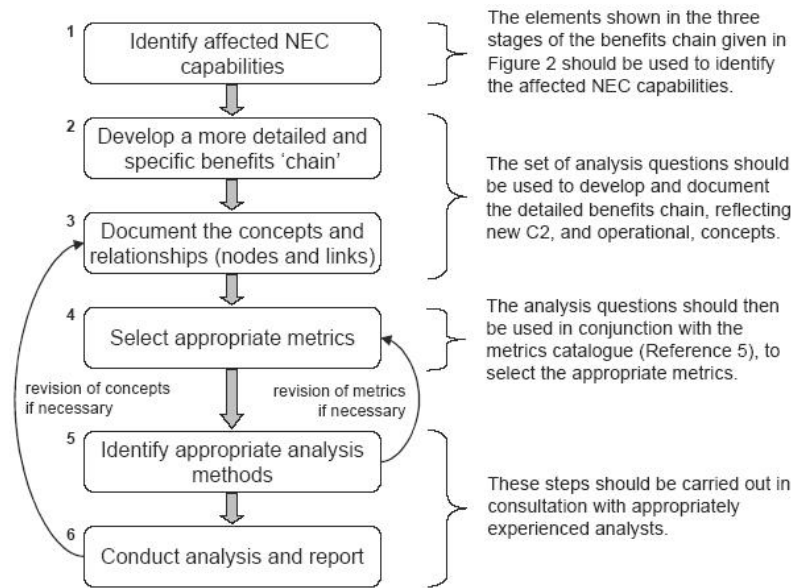 1
Identify affected NEC
capabilities
The elements shown in the three
stages of the benefits chain given in
Figure 2 should be used to identify
the affected NEC capabilities.
2
Develop a more detailed and
specific benefits ‘chain’
3
Document the concepts and
relationships (nodes and links)
The set of analysis questions should
be used to develop and document
the detailed benefits chain, reflecting
new C2, and operational, concepts.
4
Select appropriate metrics
The analysis questions should then
be used in conjunction with the
metrics catalogue (Reference 5), to
select the appropriate metrics.
revision of concepts
if necessary
revision of metrics
if necessary
5
Identify appropriate analysis
methods
6
Conduct analysis and report
These steps should be carried out in
consultation with appropriately
experienced analysts.